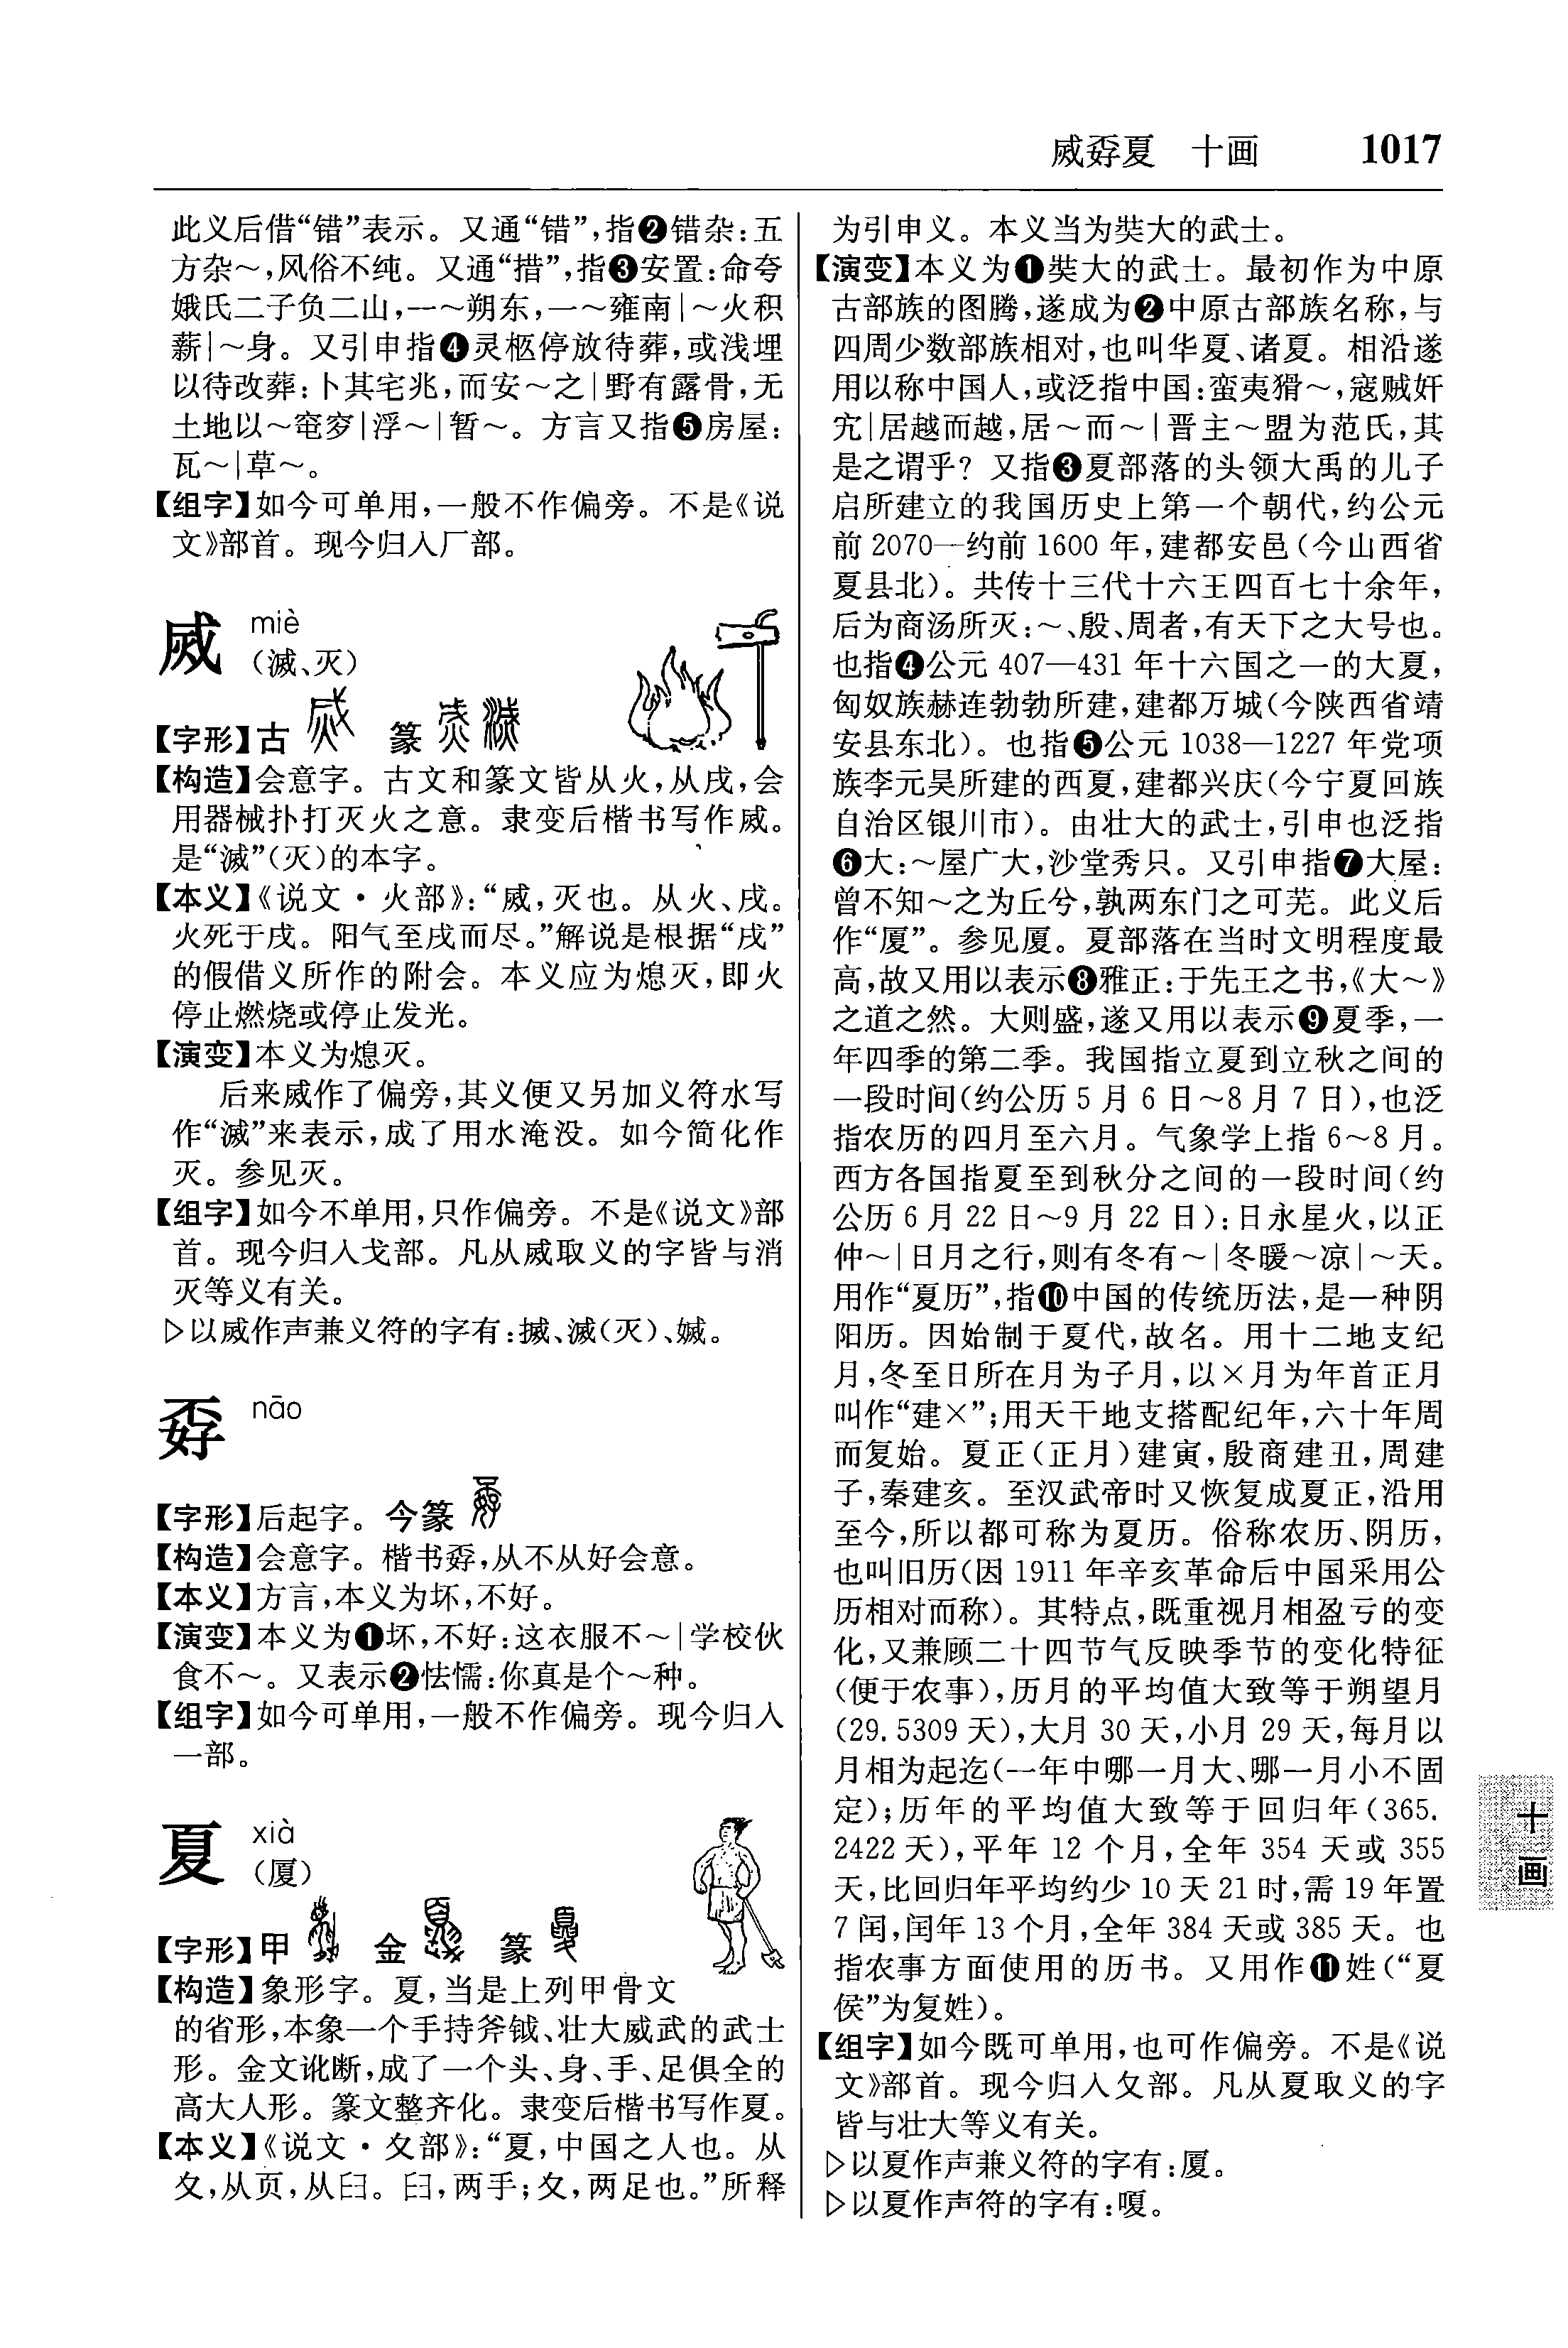 烕孬夏　十画　1017
此义后借“错”表示。又通“错”,指❷错杂:五
方杂～,风俗不纯。又通“措”,指❸安置:命夸
娥氏二子负二山,一～朔东,一～雍南|～火积
薪|～身。又引申指❹灵柩停放待葬,或浅埋
以待改葬:卜其宅兆,而安～之|野有露骨,无
土地以～窀穸|浮～|暂～。方言又指❺房屋:
瓦～|草～。
【组字】如今可单用,一般不作偏旁。不是《说
文》部首。现今归入厂部。
烕 miè
(滅、灭)
【字形】古　篆
【构造】会意字。古文和篆文皆从火,从戌,会
用器械扑打灭火之意。隶变后楷书写作烕。
是“滅”(灭)的本字。
【本义】《说文·火部》:“烕,灭也。从火、戌。
火死于戌。阳气至戌而尽。”解说是根据“戌”
的假借义所作的附会。本义应为熄灭,即火
停止燃烧或停止发光。
【演变】本义为熄灭。
后来烕作了偏旁,其义便又另加义符水写
作“滅”来表示,成了用水淹没。如今简化作
灭。参见灭。
【组字】如今不单用,只作偏旁。不是《说文》部
首。现今归入戈部。凡从烕取义的字皆与消
灭等义有关。
▷以烕作声兼义符的字有:搣、滅(灭)、媙。
孬 nāo
【字形】后起字。今篆
【构造】会意字。楷书孬,从不从好会意。
【本义】方言,本义为坏,不好。
【演变】本义为❶坏,不好:这衣服不～|学校伙
食不～。又表示❷怯懦:你真是个～种。
【组字】如今可单用,一般不作偏旁。现今归入
一部。
夏 xià
(厦)
【字形】甲　金　篆
【构造】象形字。夏,当是上列甲骨文
的省形,本象一个手持斧钺、壮大威武的武士
形。金文讹断,成了一个头、身、手、足俱全的
高大人形。篆文整齐化。隶变后楷书写作夏。
【本义】《说文·夊部》:“夏,中国之人也。从
夊,从页,从𦥑。𦥑,两手;夊,两足也。”所释
为引申义。本义当为奘大的武士。
【演变】本义为❶奘大的武士。最初作为中原
古部族的图腾,遂成为❷中原古部族名称,与
四周少数部族相对,也叫华夏、诸夏。相沿遂
用以称中国人,或泛指中国:蛮夷猾～,寇贼奸
宄|居越而越,居～而～|晋主～盟为范氏,其
是之谓乎? 又指❸夏部落的头领大禹的儿子
启所建立的我国历史上第一个朝代,约公元
前 2070—约前 1600 年,建都安邑(今山西省
夏县北)。共传十三代十六王四百七十余年,
后为商汤所灭:～、殷、周者,有天下之大号也。
也指❹公元 407—431 年十六国之一的大夏,
匈奴族赫连勃勃所建,建都万城(今陕西省靖
安县东北)。也指❺公元 1038—1227 年党项
族李元昊所建的西夏,建都兴庆(今宁夏回族
自治区银川市)。由壮大的武士,引申也泛指
❻大:～屋广大,沙堂秀只。又引申指❼大屋:
曾不知～之为丘兮,孰两东门之可芜。此义后
作“厦”。参见厦。夏部落在当时文明程度最
高,故又用以表示❽雅正:于先王之书,《大～》
之道之然。大则盛,遂又用以表示❾夏季,一
年四季的第二季。我国指立夏到立秋之间的
一段时间(约公历 5 月 6 日～8 月 7 日),也泛
指农历的四月至六月。气象学上指 6～8 月。
西方各国指夏至到秋分之间的一段时间(约
公历 6 月 22 日～9 月 22 日):日永星火,以正
仲～|日月之行,则有冬有～|冬暖～凉|～天。
用作“夏历”,指❿中国的传统历法,是一种阴
阳历。因始制于夏代,故名。用十二地支纪
月,冬至日所在月为子月,以×月为年首正月
叫作“建×”;用天干地支搭配纪年,六十年周
而复始。夏正(正月)建寅,殷商建丑,周建
子,秦建亥。至汉武帝时又恢复成夏正,沿用
至今,所以都可称为夏历。俗称农历、阴历,
也叫旧历(因 1911 年辛亥革命后中国采用公
历相对而称)。其特点,既重视月相盈亏的变
化,又兼顾二十四节气反映季节的变化特征
(便于农事),历月的平均值大致等于朔望月
(29.5309 天),大月 30 天,小月 29 天,每月以
月相为起迄(一年中哪一月大、哪一月小不固
定);历年的平均值大致等于回归年(365.
2422 天),平年 12 个月,全年 354 天或 355
天,比回归年平均约少 10 天 21 时,需 19 年置
7 闰,闰年 13 个月,全年 384 天或 385 天。也
指农事方面使用的历书。又用作⓫姓(“夏
侯”为复姓)。
【组字】如今既可单用,也可作偏旁。不是《说
文》部首。现今归入夂部。凡从夏取义的字
皆与壮大等义有关。
▷以夏作声兼义符的字有:厦。
▷以夏作声符的字有:嗄。
十画